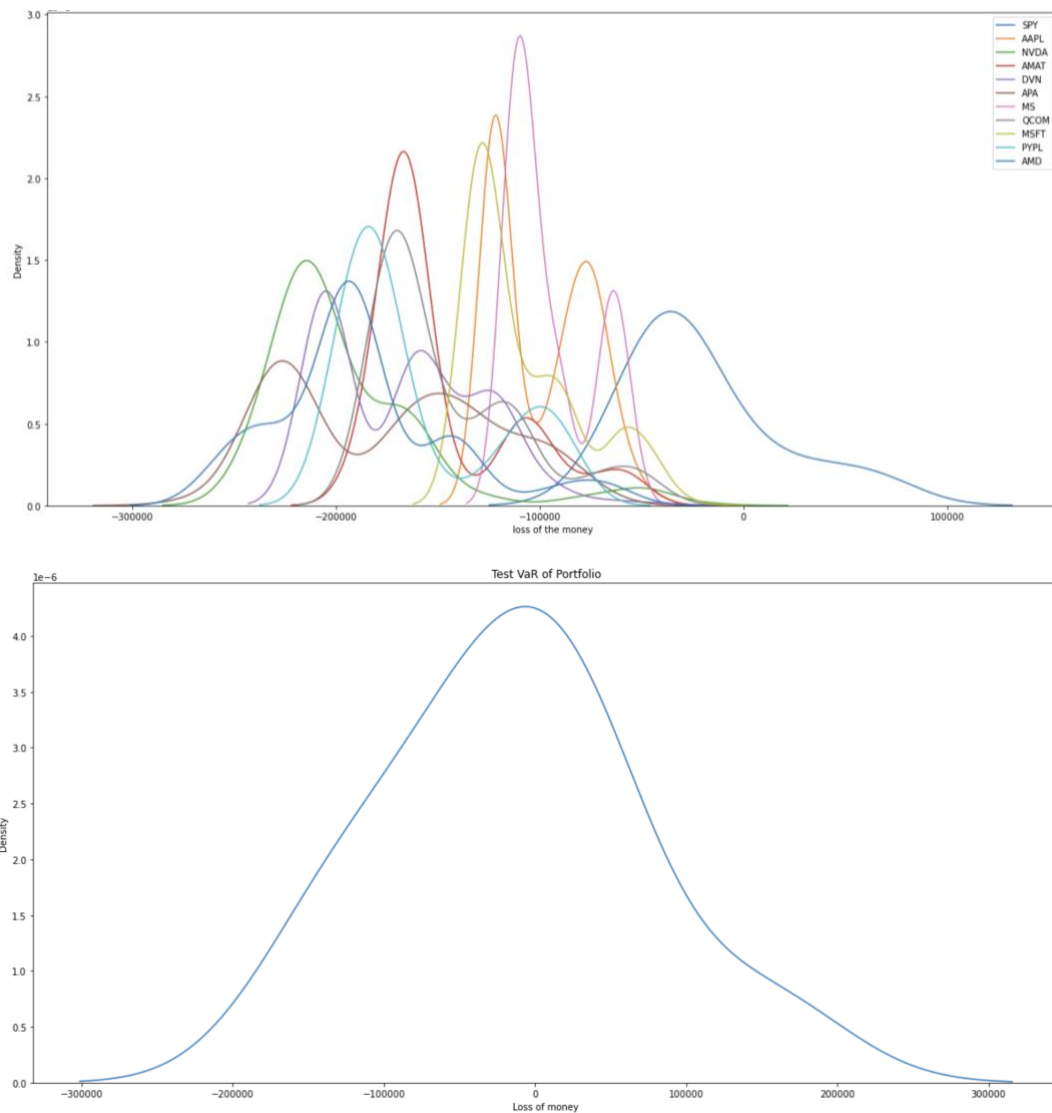 3.0
2.5
2.0
1.5
1.0
0.5
0.0
Density
−300000 −200000 −100000 0 100000
loss of the money
SPY
AAPL
NVDA
AMAT
DVN
APA
MS
QCOM
MSFT
PYPL
AMD
Test VaR of Portfolio
1e−6
4.0
3.5
3.0
2.5
2.0
1.5
1.0
0.5
0.0
Density
−300000 −200000 −100000 0 100000 200000 300000
Loss of money